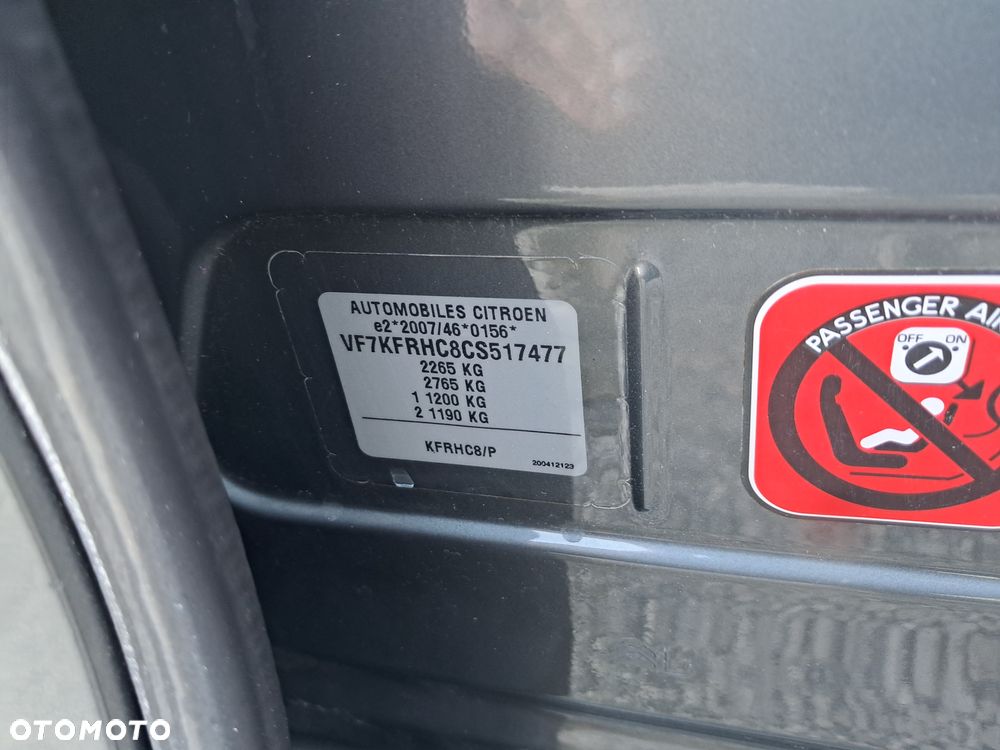 AUTOMOBILES CITROEN
e2*2007/46*0156*
VF7KFRHC8CS517477
2265 KG
2765 KG
1 1200 KG
2 1190 KG
KFRHC8/P
200412123
PASSENGER AI
OFF ON
OTOMOTO